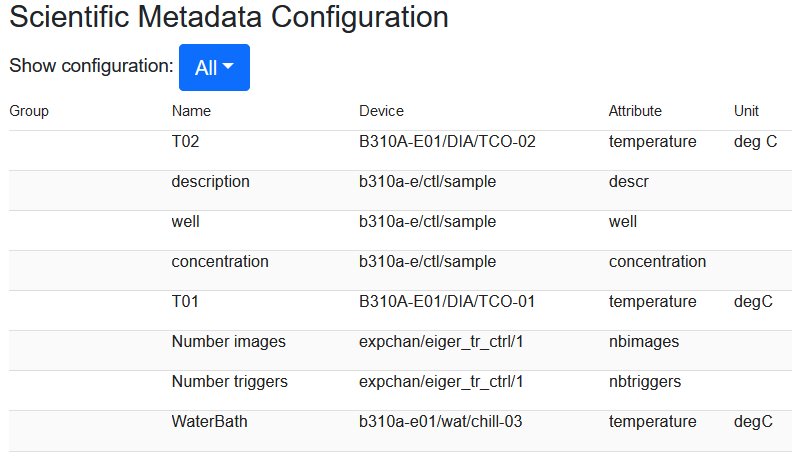 Scientific Metadata Configuration
Show configuration: All
Group Name Device Attribute Unit
T02 B310A-E01/DIA/TCO-02 temperature deg C
description b310a-e/ctl/sample descr
well b310a-e/ctl/sample well
concentration b310a-e/ctl/sample concentration
T01 B310A-E01/DIA/TCO-01 temperature degC
Number images expchan/eiger_tr_ctrl/1 nbimages
Number triggers expchan/eiger_tr_ctrl/1 nbtriggers
WaterBath b310a-e01/wat/chill-03 temperature degC